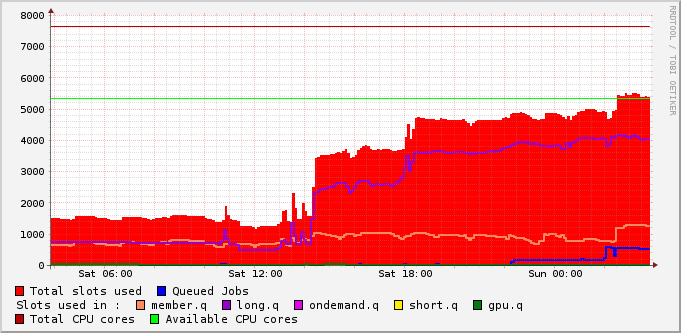 8000
7000
6000
5000
4000
3000
2000
1000
0
Sat 06:00 Sat 12:00 Sat 18:00 Sun 00:00
Total slots used Queued Jobs
Slots used in : member.q long.q ondemand.q short.q gpu.q
Total CPU cores Available CPU cores
RRDTOOL / TOBI OETIKER